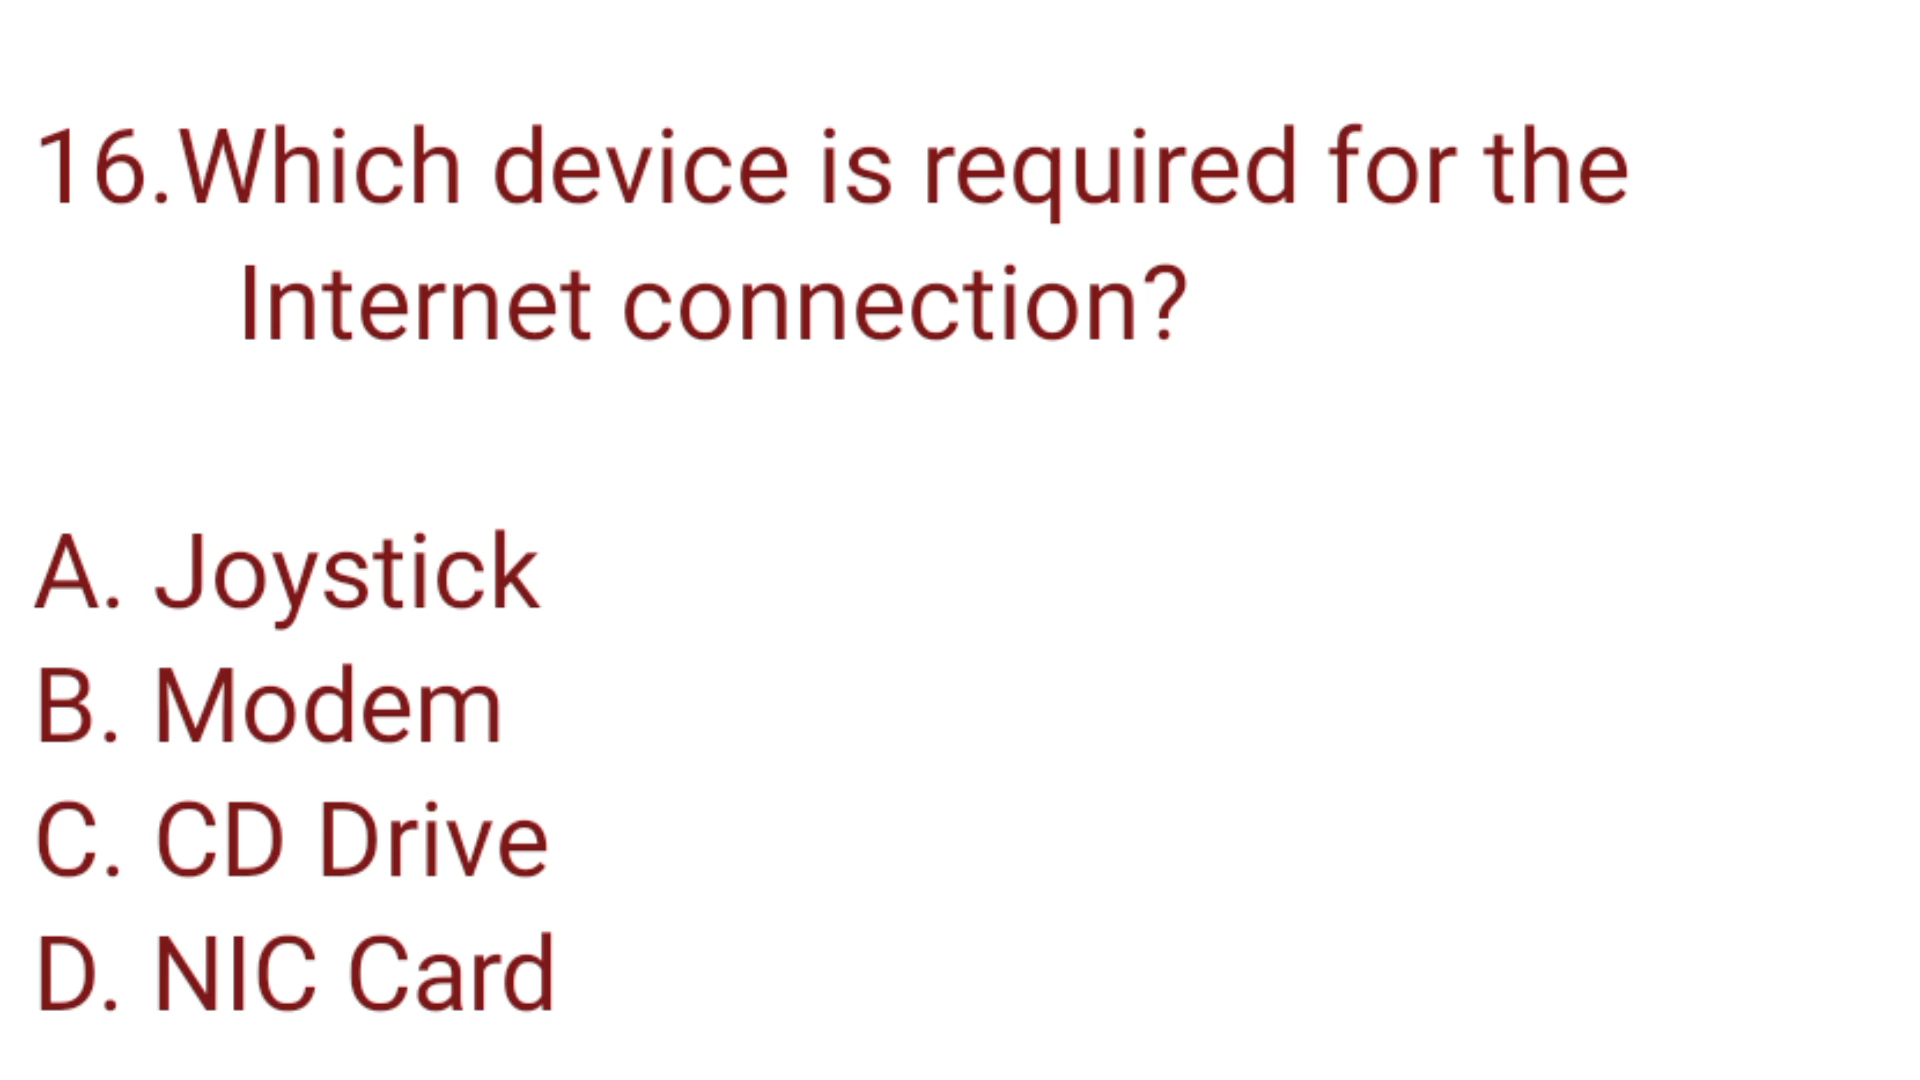 16.Which device is required for the
Internet connection?
A. Joystick
B. Modem
C. CD Drive
D. NIC Card